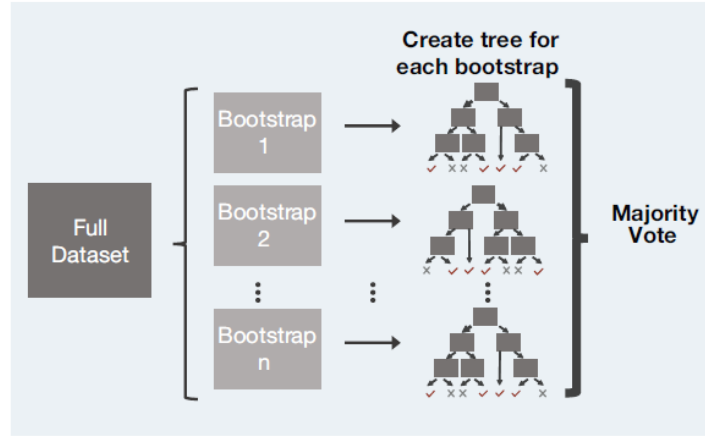 Create tree for
each bootstrap
Bootstrap
1
Full
Dataset
Bootstrap
2
Majority
Vote
Bootstrap
n